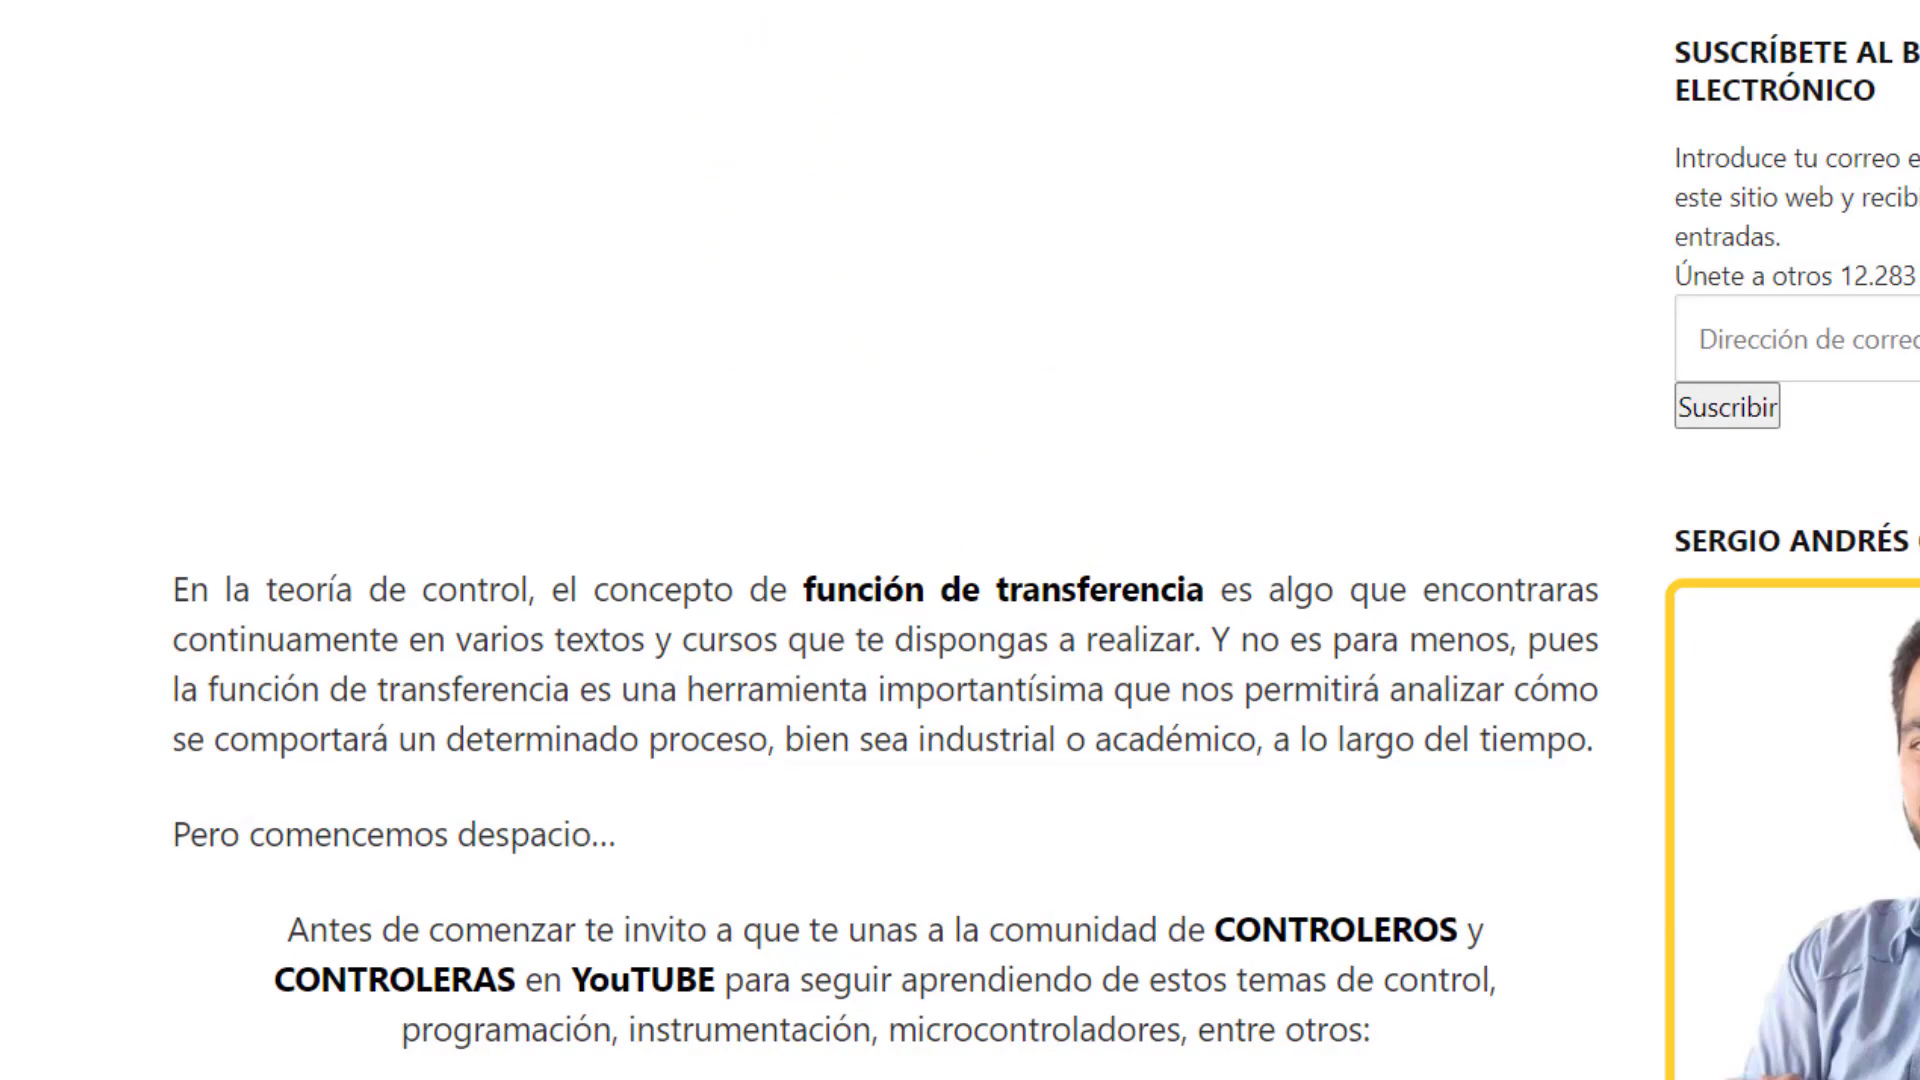 En la teoría de control, el concepto de función de transferencia es algo que encontraras
continuamente en varios textos y cursos que te dispongas a realizar. Y no es para menos, pues
la función de transferencia es una herramienta importantísima que nos permitirá analizar cómo
se comportará un determinado proceso, bien sea industrial o académico, a lo largo del tiempo.
Pero comencemos despacio...
Antes de comenzar te invito a que te unas a la comunidad de CONTROLEROS y
CONTROLERAS en YouTUBE para seguir aprendiendo de estos temas de control,
programación, instrumentación, microcontroladores, entre otros:
SUSCRÍBETE AL
ELECTRÓNICO
Introduce tu correo
este sitio web y
entradas.
Únete a otros 12.283
Dirección de
Suscribir
SERGIO ANDRÉS